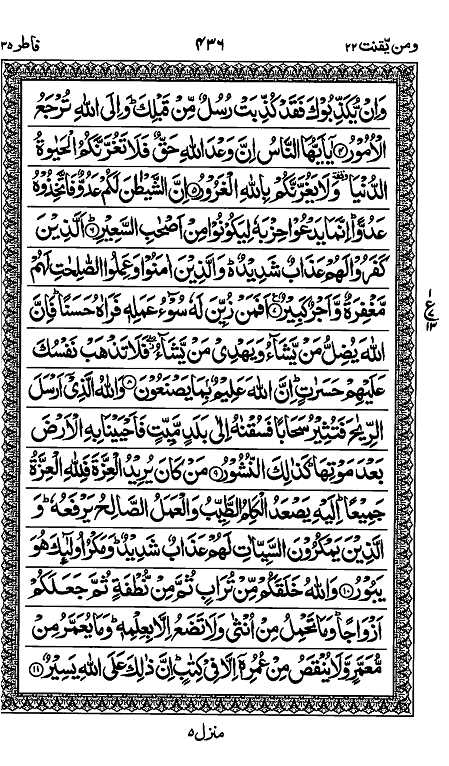 ومن يقنت ٢٢ ٤٣٦ فاطر ٣٥
وَاِنْ يُّكَذِّبُوْكَ فَقَدْ كُذِّبَتْ رُسُلٌ مِّنْ قَبْلِكَ ؕ وَاِلَى اللّٰهِ تُرْجَعُ
الْاُمُوْرُ ﴿۴﴾ يٰۤاَيُّهَا النَّاسُ اِنَّ وَعْدَ اللّٰهِ حَقٌّ فَلَا تَغُرَّنَّكُمُ الْحَيٰوةُ
الدُّنْيَا ۥ وَلَا يَغُرَّنَّكُمْ بِاللّٰهِ الْغَرُوْرُ ﴿۵﴾ اِنَّ الشَّيْطٰنَ لَكُمْ عَدُوٌّ فَاتَّخِذُوْهُ
عَدُوًّا ؕ اِنَّمَا يَدْعُوْا حِزْبَهٗ لِيَكُوْنُوْا مِنْ اَصْحٰبِ السَّعِيْرِ ﴿۶﴾ اَلَّذِيْنَ
كَفَرُوْا لَهُمْ عَذَابٌ شَدِيْدٌ ؕ وَالَّذِيْنَ اٰمَنُوْا وَعَمِلُوا الصّٰلِحٰتِ لَهُمْ
مَّغْفِرَةٌ وَّاَجْرٌ كَبِيْرٌ ﴿۷﴾ اَفَمَنْ زُيِّنَ لَهٗ سُوْٓءُ عَمَلِهٖ فَرَاٰهُ حَسَنًا ؕ فَاِنَّ
اللّٰهَ يُضِلُّ مَنْ يَّشَآءُ وَيَهْدِيْ مَنْ يَّشَآءُ ۖ فَلَا تَذْهَبْ نَفْسُكَ
عَلَيْهِمْ حَسَرٰتٍ ؕ اِنَّ اللّٰهَ عَلِيْمٌۢ بِمَا يَصْنَعُوْنَ ﴿۸﴾ وَاللّٰهُ الَّذِيْۤ اَرْسَلَ
الرِّيٰحَ فَتُثِيْرُ سَحَابًا فَسُقْنٰهُ اِلٰى بَلَدٍ مَّيِّتٍ فَاَحْيَيْنَا بِهِ الْاَرْضَ
بَعْدَ مَوْتِهَا ؕ كَذٰلِكَ النُّشُوْرُ ﴿۹﴾ مَنْ كَانَ يُرِيْدُ الْعِزَّةَ فَلِلّٰهِ الْعِزَّةُ
جَمِيْعًا ؕ اِلَيْهِ يَصْعَدُ الْكَلِمُ الطَّيِّبُ وَالْعَمَلُ الصَّالِحُ يَرْفَعُهٗ ؕ وَ
الَّذِيْنَ يَمْكُرُوْنَ السَّيِّاٰتِ لَهُمْ عَذَابٌ شَدِيْدٌ ؕ وَمَكْرُ اُولٰٓئِكَ هُوَ
يَبُوْرُ ﴿۱۰﴾ وَاللّٰهُ خَلَقَكُمْ مِّنْ تُرَابٍ ثُمَّ مِنْ نُّطْفَةٍ ثُمَّ جَعَلَكُمْ
اَزْوَاجًا ؕ وَمَا تَحْمِلُ مِنْ اُنْثٰى وَلَا تَضَعُ اِلَّا بِعِلْمِهٖ ؕ وَمَا يُعَمَّرُ مِنْ
مُّعَمَّرٍ وَّلَا يُنْقَصُ مِنْ عُمُرِهٖۤ اِلَّا فِيْ كِتٰبٍ ؕ اِنَّ ذٰلِكَ عَلَى اللّٰهِ يَسِيْرٌ ﴿۱۱﴾
١
ع
٧
١٣
منزل ٥